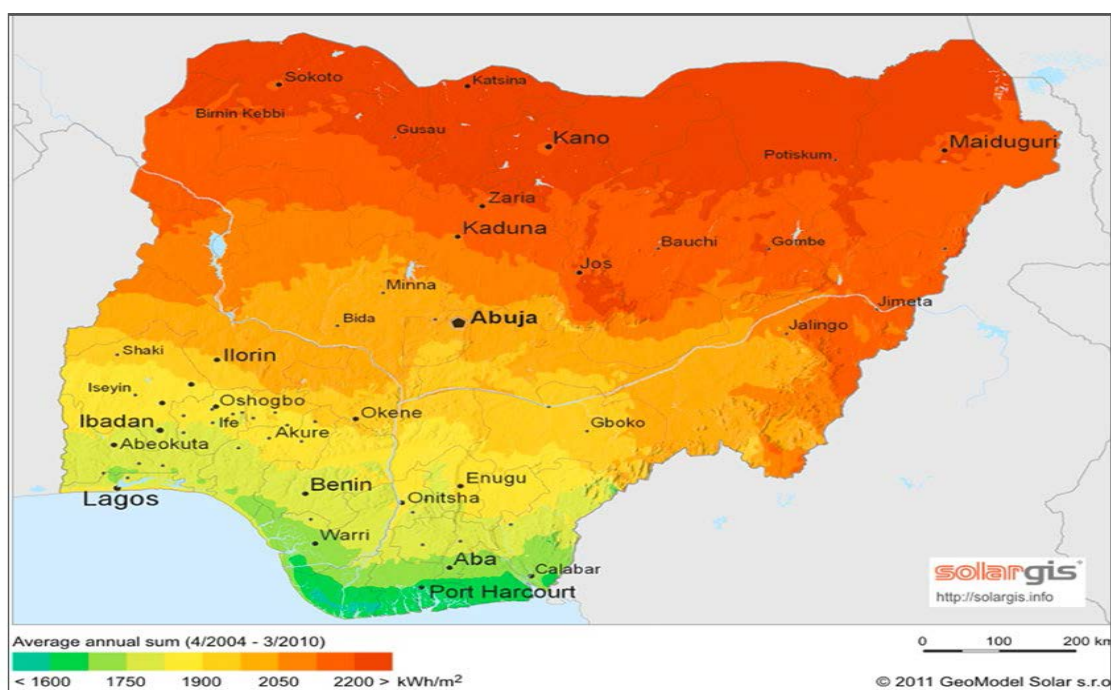 Sokoto
Katsina
Birnin Kebbi
Gusau
Kano
Maiduguri
Potiskum
Zaria
Kaduna
Bauchi
Gombe
Jos
Minna
Jimeta
Bida
Abuja
Jalingo
Shaki
Ilorin
Iseyin
Oshogbo
Okene
Ibadan
Ife
Gboko
Akure
Abeokuta
Enugu
Benin
Lagos
Onitsha
Warri
Aba
Calabar
Port Harcourt
solargis
http://solargis.info
Average annual sum (4/2004 - 3/2010)
0 100 200 km
< 1600 1750 1900 2050 2200 > kWh/m²
© 2011 GeoModel Solar s.r.o